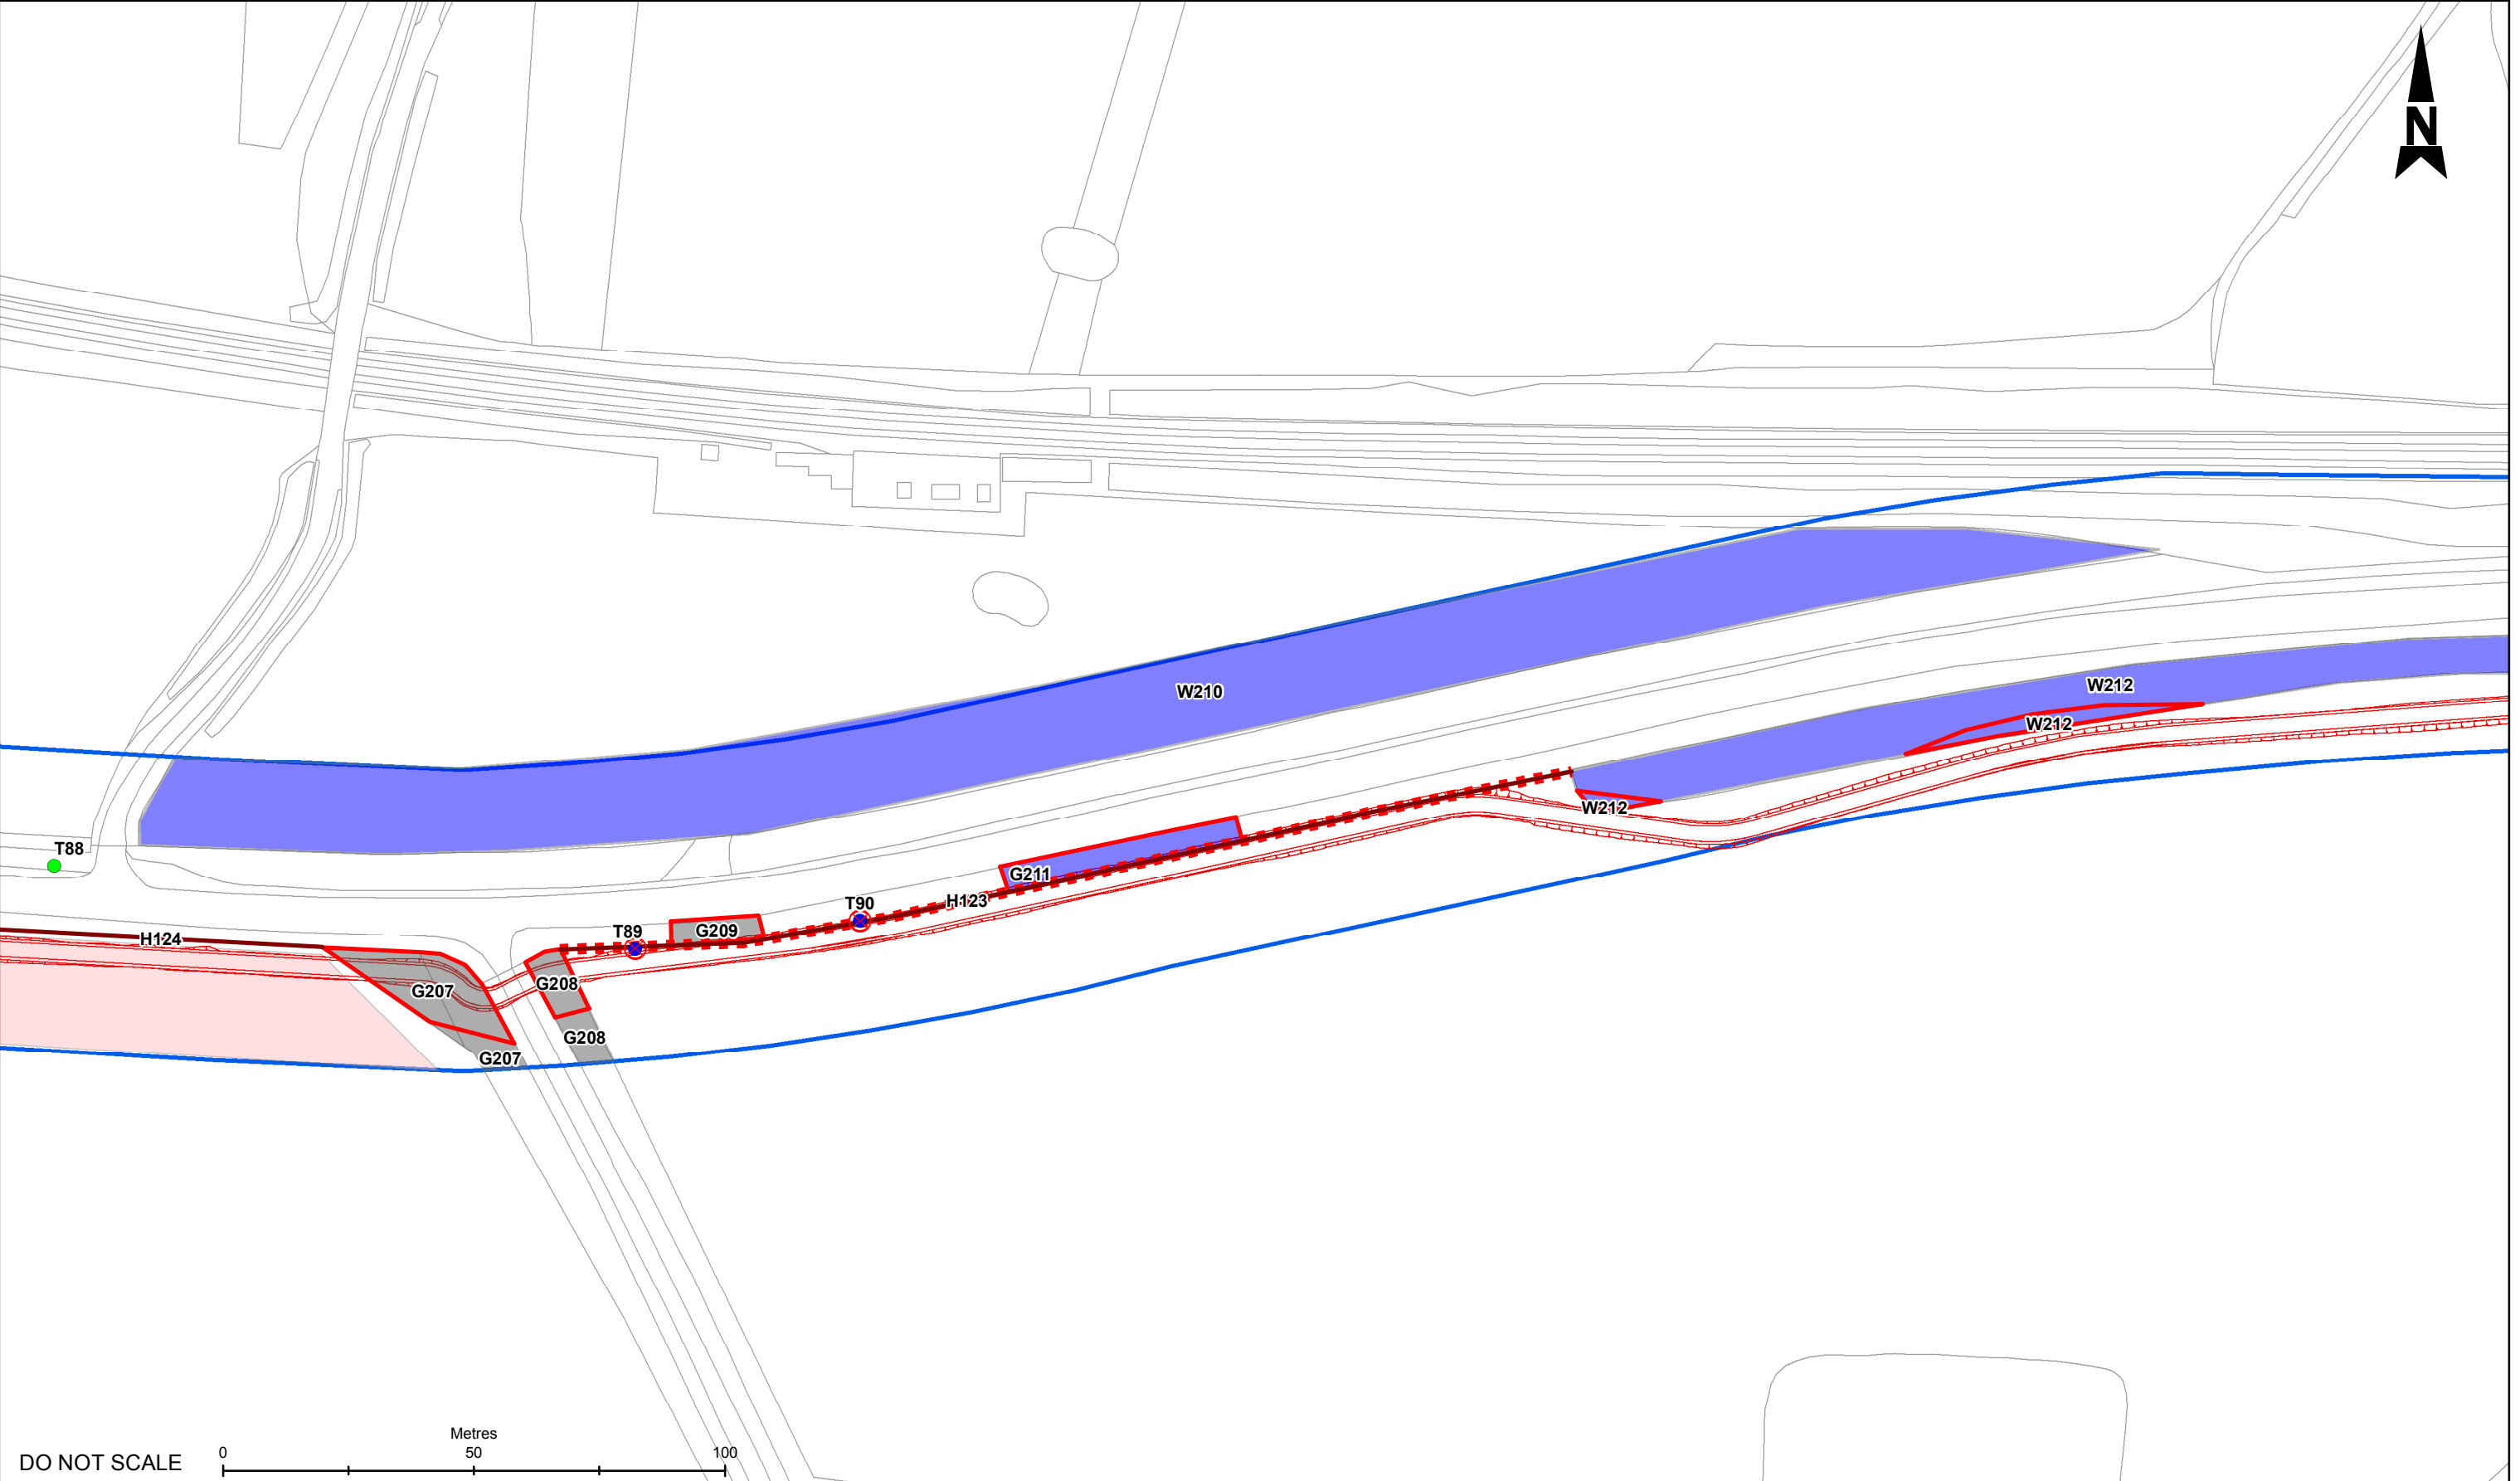 N
W210
W212
W212
W212
T88
G211
T90
H123
T89
G209
H124
G208
G207
G208
G207
Metres
0 50 100
DO NOT SCALE